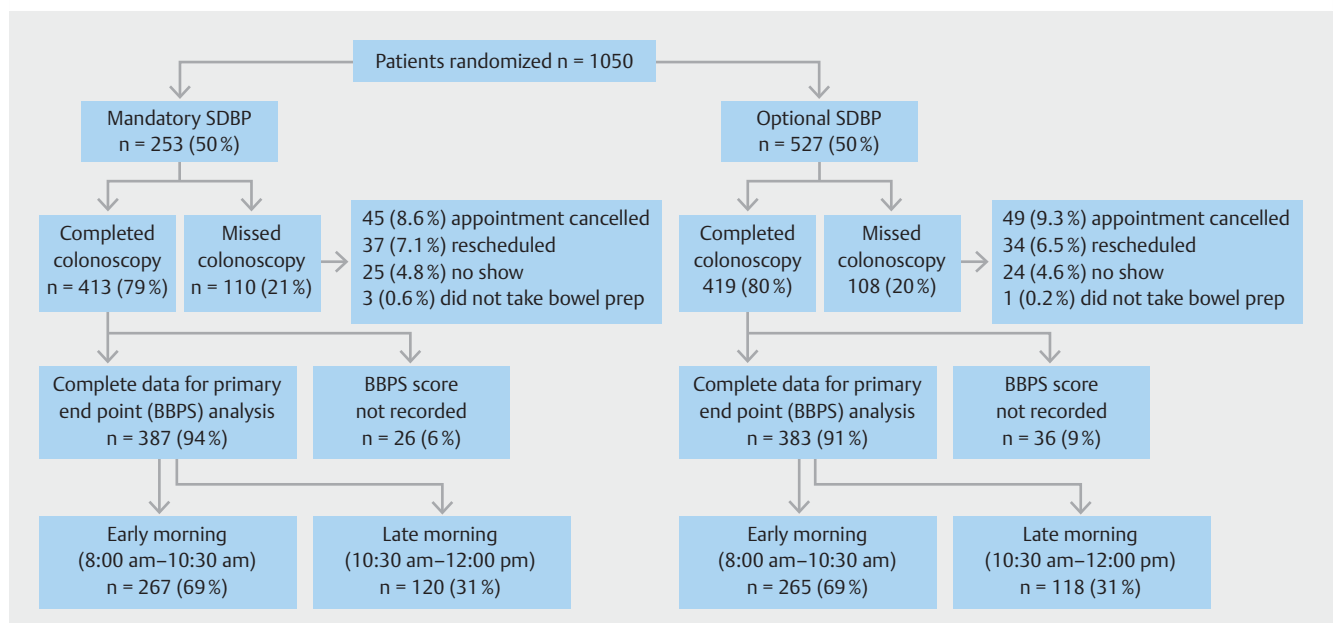 Patients randomized n = 1050
Mandatory SDBP
n = 253 (50 %)
Optional SDBP
n = 527 (50 %)
Completed
colonoscopy
n = 413 (79 %)
Missed
colonoscopy
n = 110 (21 %)
45 (8.6 %) appointment cancelled
37 (7.1 %) rescheduled
25 (4.8 %) no show
3 (0.6 %) did not take bowel prep
Completed
colonoscopy
419 (80 %)
Missed
colonoscopy
108 (20 %)
49 (9.3 %) appointment cancelled
34 (6.5 %) rescheduled
24 (4.6 %) no show
1 (0.2 %) did not take bowel prep
Complete data for primary
end point (BBPS) analysis
n = 387 (94 %)
BBPS score
not recorded
n = 26 (6 %)
Complete data for primary
end point (BBPS) analysis
n = 383 (91 %)
BBPS score
not recorded
n = 36 (9 %)
Early morning
(8:00 am–10:30 am)
n = 267 (69 %)
Late morning
(10:30 am–12:00 pm)
n = 120 (31 %)
Early morning
(8:00 am–10:30 am)
n = 265 (69 %)
Late morning
(10:30 am–12:00 pm)
n = 118 (31 %)